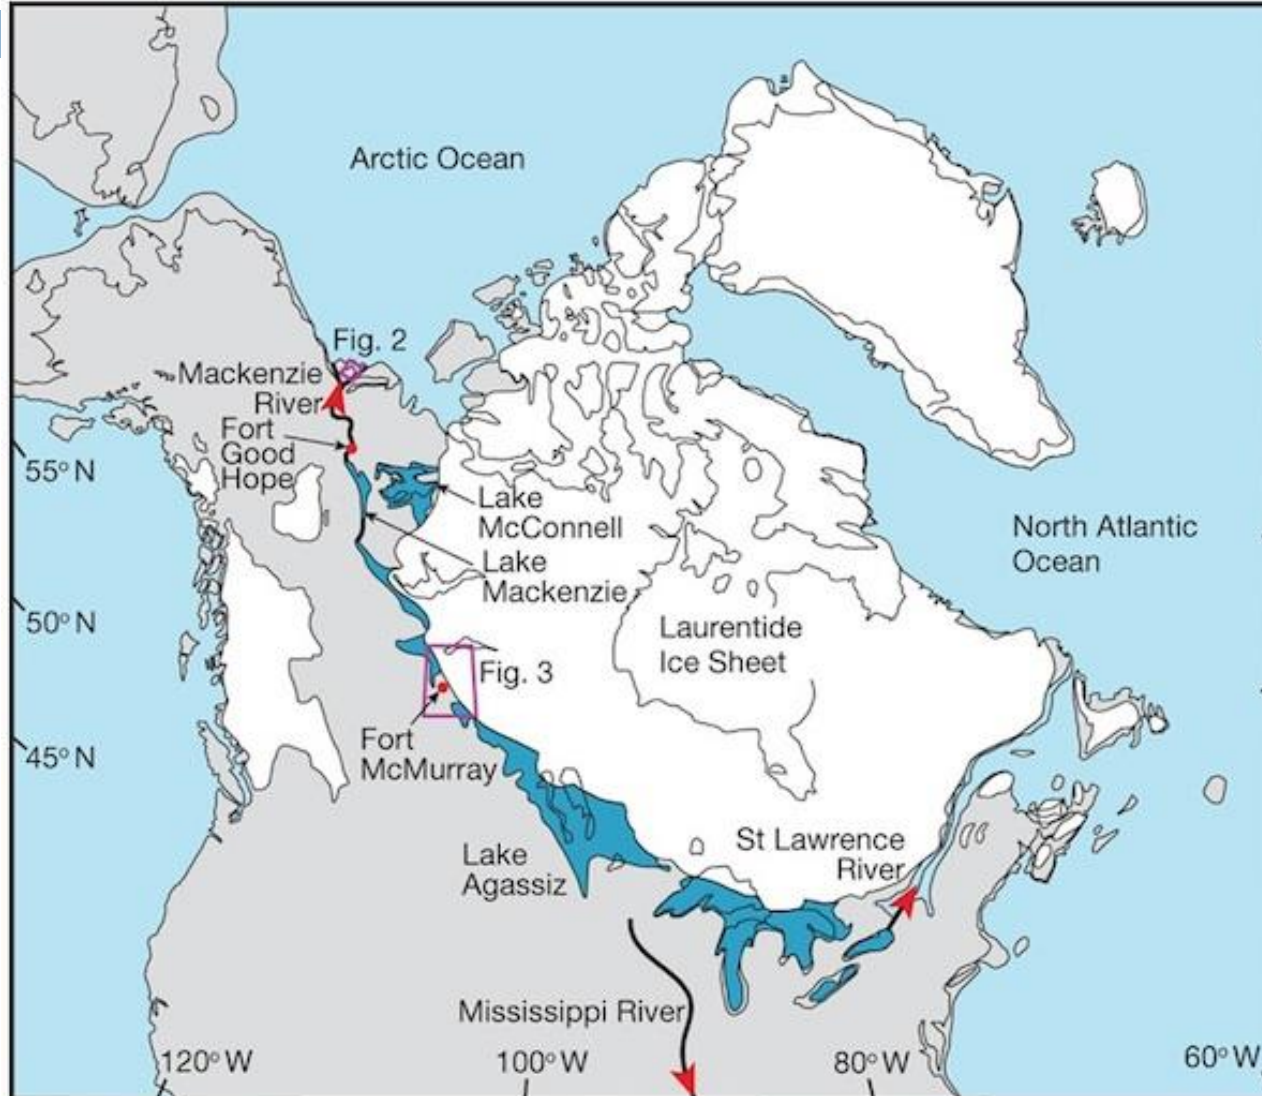 Arctic Ocean
Fig. 2
Mackenzie
River
Fort
Good
Hope
55° N
Lake
McConnell
North Atlantic
Ocean
Lake
Mackenzie
50° N
Laurentide
Ice Sheet
Fig. 3
45° N
Fort
McMurray
St Lawrence
River
Lake
Agassiz
Mississippi River
120° W
100° W
80° W
60° W